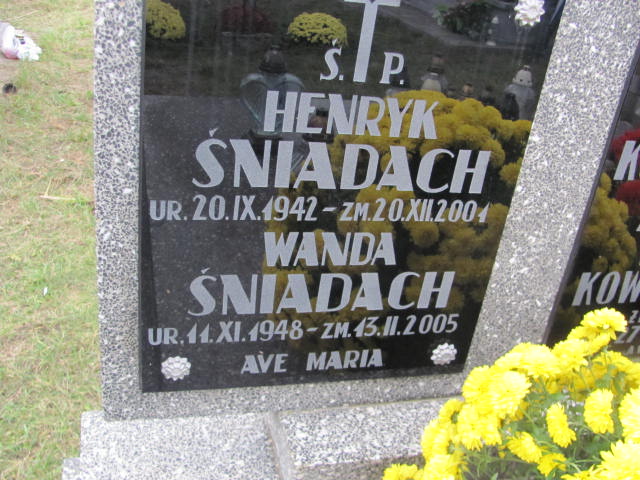 Ś. P.
HENRYK
ŚNIADACH
UR. 20.IX.1942 – ZM. 20.XII.2001
WANDA
ŚNIADACH
UR. 11.XI.1948 – ZM. 13.II.2005
AVE MARIA